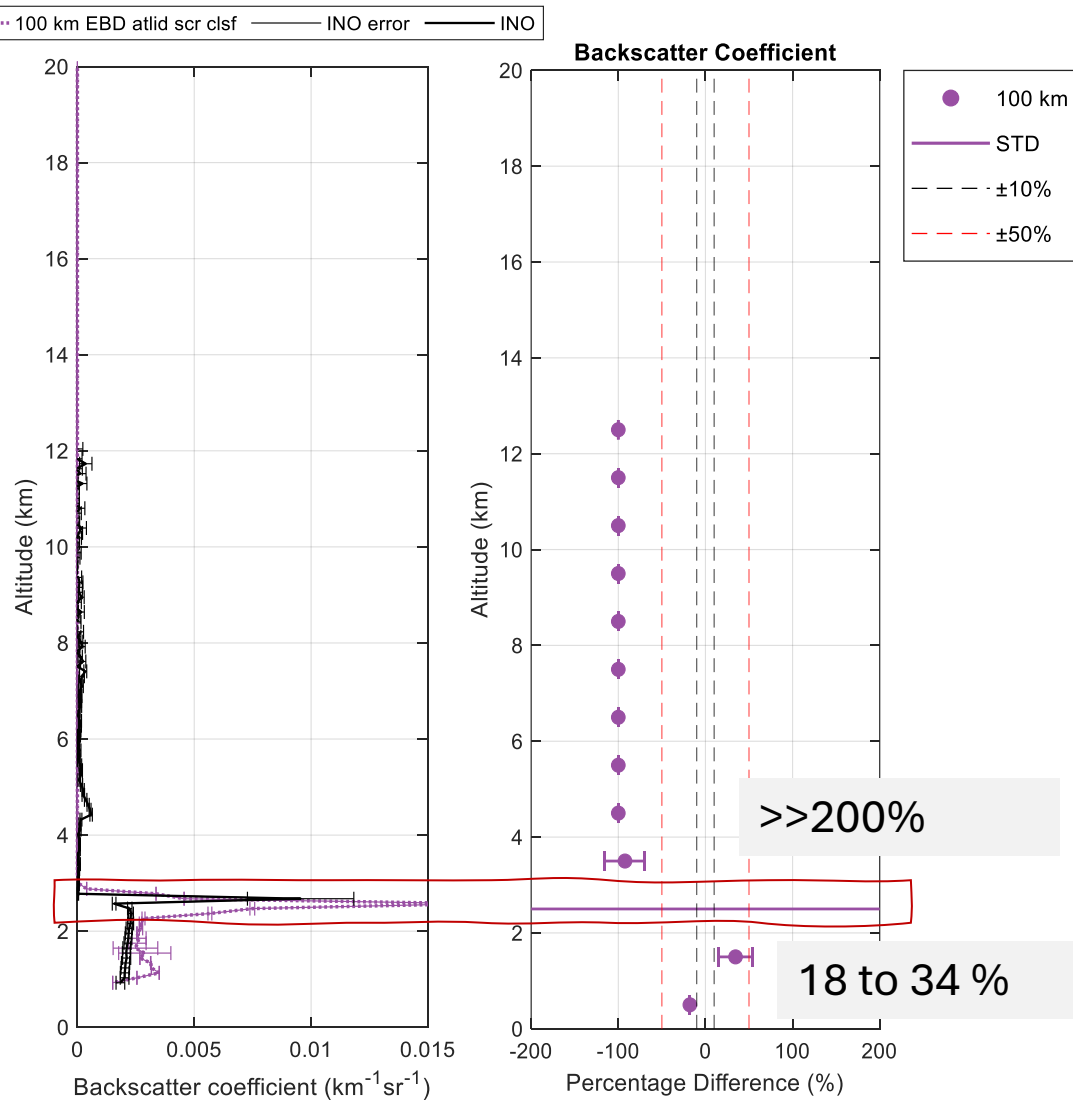 100 km EBD atlid scr clsf INO error INO
Backscatter Coefficient
20
18
16
14
12
10
8
6
4
2
0
Altitude (km)
0 0.005 0.01 0.015
Backscatter coefficient (km⁻¹sr⁻¹)
20
18
16
14
12
10
8
6
4
2
0
Altitude (km)
-200 -100 0 100 200
Percentage Difference (%)
100 km
STD
±10%
±50%
>>200%
18 to 34 %